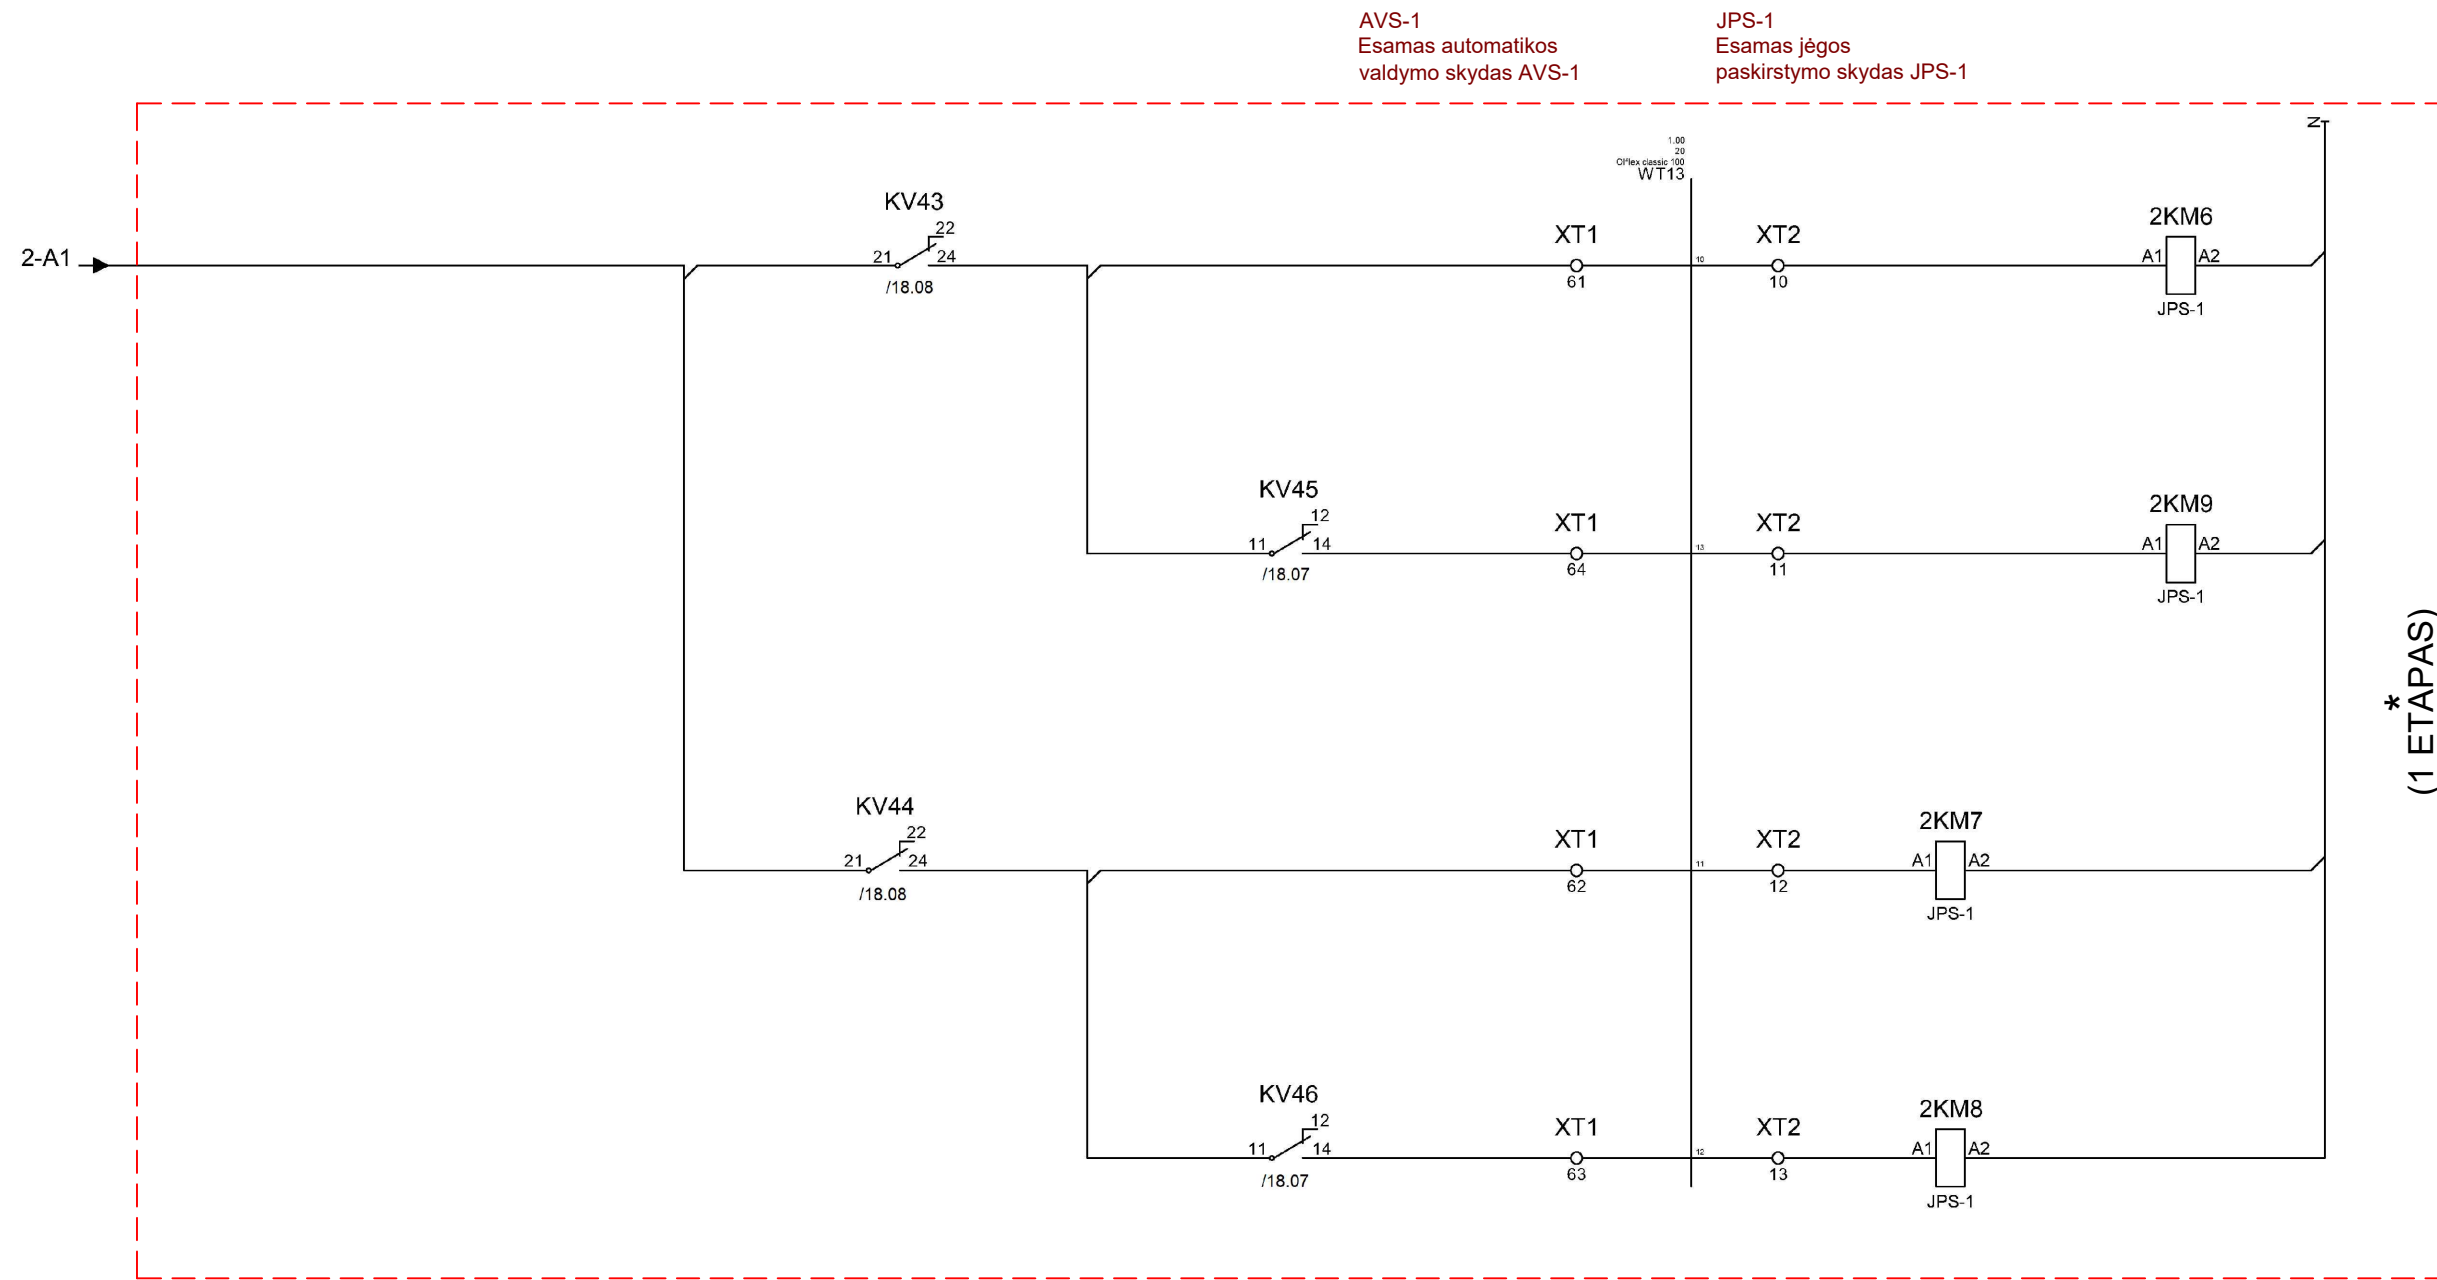 AVS-1
Esamas automatikos
valdymo skydas AVS-1
JPS-1
Esamas jėgos
paskirstymo skydas JPS-1
N
1,00
20
classic 100
WT13
2-A1
KV43
22
21 24
/18.08
XT1
61
10
XT2
10
2KM6
A1 A2
JPS-1
KV45
12
11 14
/18.07
XT1
64
13
XT2
11
2KM9
A1 A2
JPS-1
*
(1 ETAPAS)
KV44
22
21 24
/18.08
XT1
62
11
XT2
12
2KM7
A1 A2
JPS-1
KV46
12
11 14
/18.07
XT1
63
12
XT2
13
2KM8
A1 A2
JPS-1